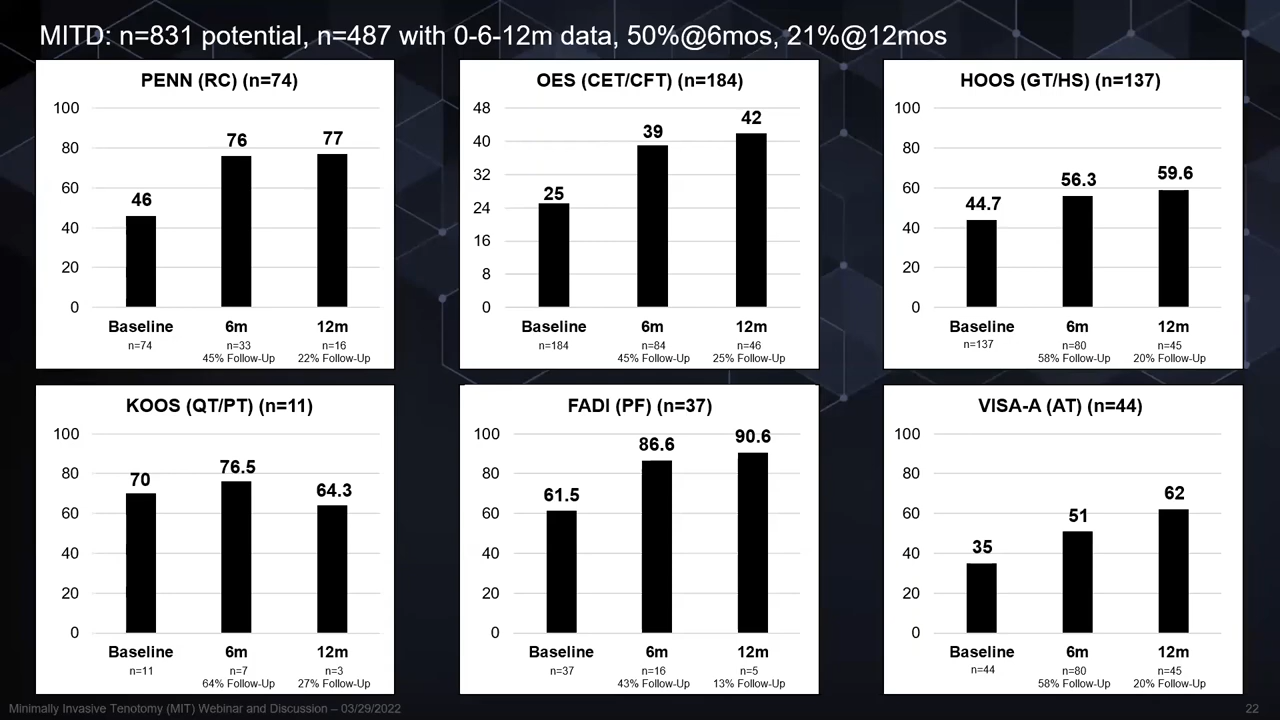 MITD: n=831 potential, n=487 with 0-6-12m data, 50%@6mos, 21%@12mos
PENN (RC) (n=74)
100
80
60
40
20
0
46
76
77
Baseline 6m 12m
n=74 n=33 n=16
45% Follow-Up 22% Follow-Up
OES (CET/CFT) (n=184)
48
40
32
24
16
8
0
25
39
42
Baseline 6m 12m
n=184 n=84 n=46
45% Follow-Up 25% Follow-Up
HOOS (GT/HS) (n=137)
100
80
60
40
20
0
44.7
56.3
59.6
Baseline 6m 12m
n=137 n=80 n=45
58% Follow-Up 20% Follow-Up
KOOS (QT/PT) (n=11)
100
80
60
40
20
0
70
76.5
64.3
Baseline 6m 12m
n=11 n=7 n=3
64% Follow-Up 27% Follow-Up
FADI (PF) (n=37)
100
80
60
40
20
0
61.5
86.6
90.6
Baseline 6m 12m
n=37 n=16 n=5
43% Follow-Up 13% Follow-Up
VISA-A (AT) (n=44)
100
80
60
40
20
0
35
51
62
Baseline 6m 12m
n=44 n=80 n=45
58% Follow-Up 20% Follow-Up
Minimally Invasive Tenotomy (MIT) Webinar and Discussion – 03/29/2022
22